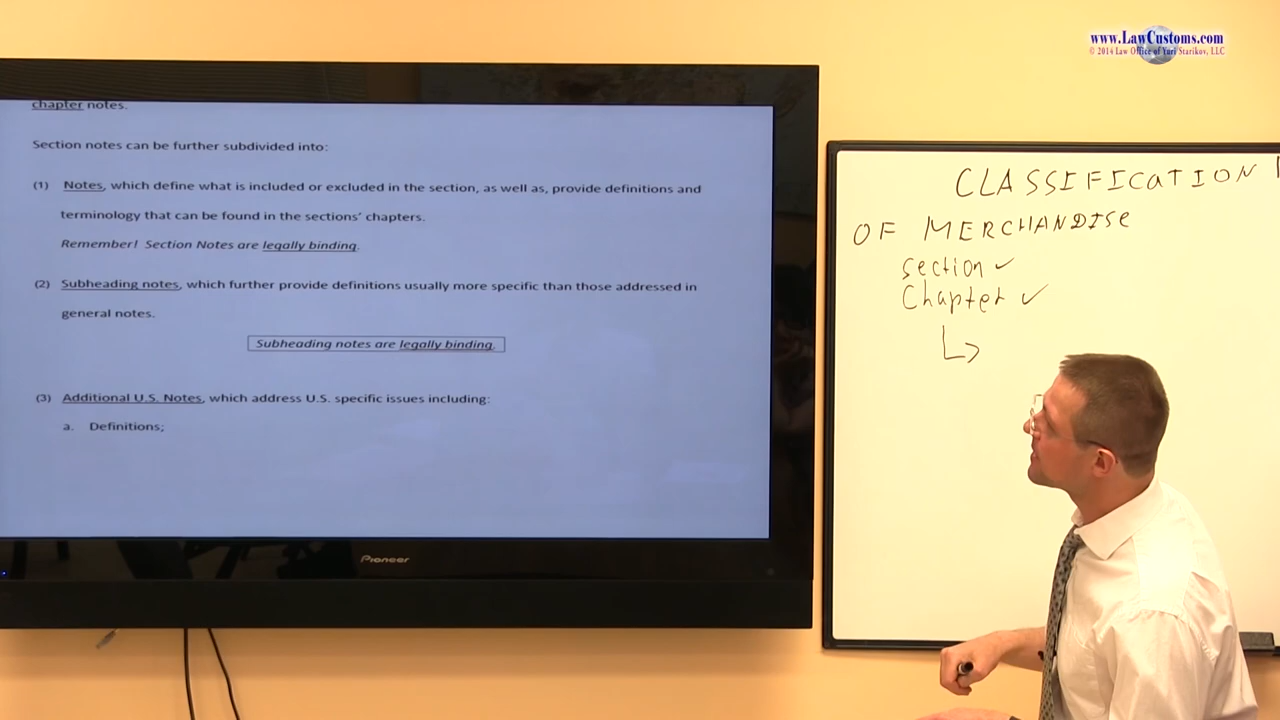 www.LawCustoms.com
© 2014 Law Office of Yuri Starikov, LLC
chapter notes.
Section notes can be further subdivided into:
(1) Notes, which define what is included or excluded in the section, as well as, provide definitions and
terminology that can be found in the sections' chapters.
Remember! Section Notes are legally binding.
(2) Subheading notes, which further provide definitions usually more specific than those addressed in
general notes.
Subheading notes are legally binding.
(3) Additional U.S. Notes, which address U.S. specific issues including:
a. Definitions;
Pioneer
CLASSIFICATION
OF MERCHANDISE
section ✓
Chapter ✓